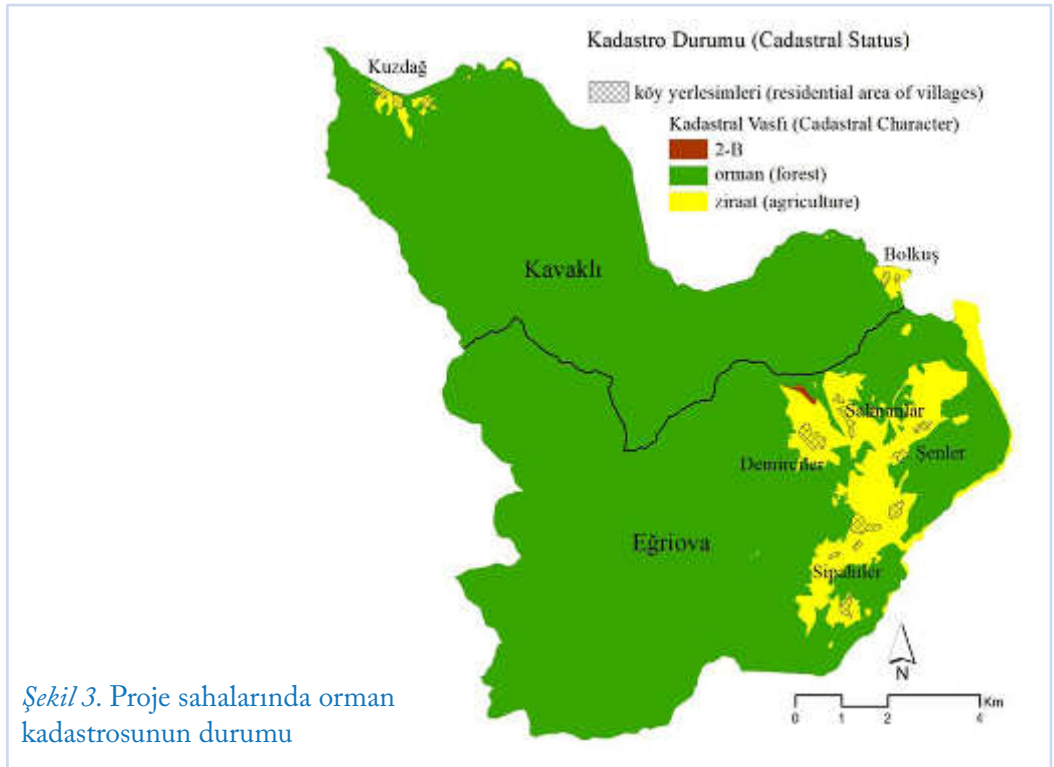 Kadastro Durumu (Cadastral Status)
köy yerlesimleri (residential area of villages)
Kadastral Vasfı (Cadastral Character)
2-B
orman (forest)
ziraat (agriculture)
Kuzdağ
Kavaklı
Bolkuş
Demirciler
Şenler
Eğriova
Sipahiler
N
Km
0 1 2 4
Şekil 3. Proje sahalarında orman
kadastrosunun durumu